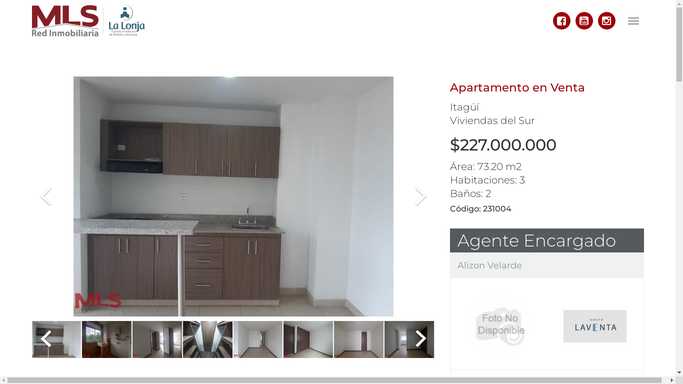 MLS
Red Inmobiliaria
La Lonja
Apartamento en Venta
Itagüí
Viviendas del Sur
$227.000.000
Área: 73.20 m2
Habitaciones: 3
Baños: 2
Código: 231004
MLS
Agente Encargado
Alizon Velarde
Foto No
Disponible
LAVENTA